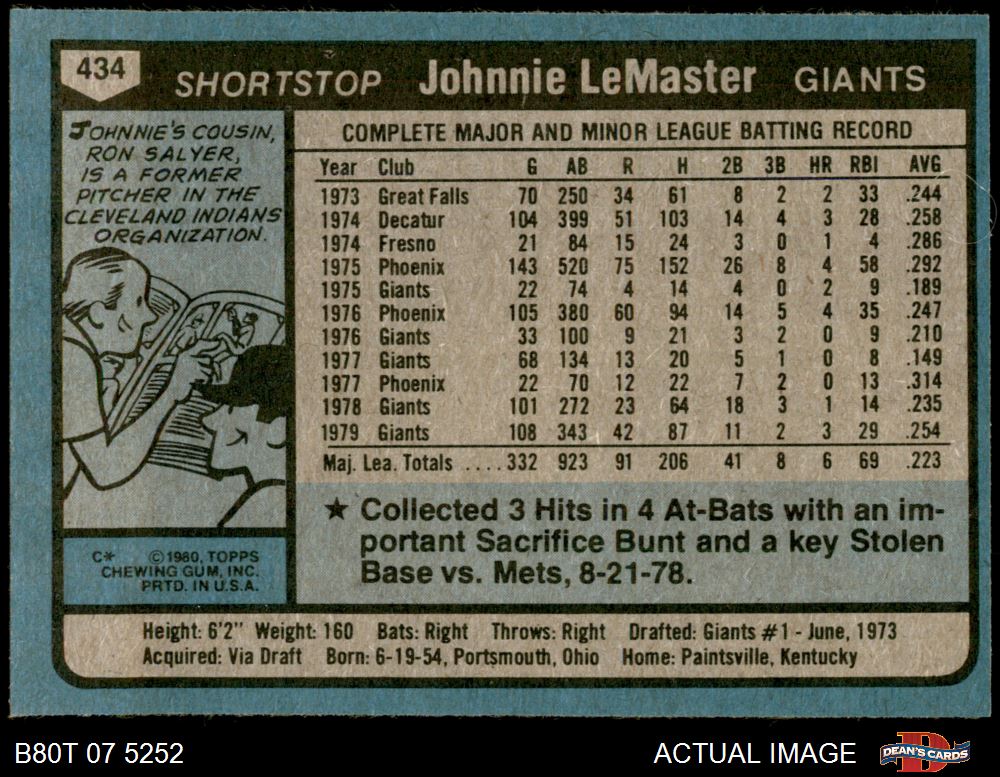 434
SHORTSTOP Johnnie LeMaster GIANTS
JOHNNIE'S COUSIN,
RON SALYER,
IS A FORMER
PITCHER IN THE
CLEVELAND INDIANS
ORGANIZATION.
C* © 1980, TOPPS
CHEWING GUM, INC.
PRTD. IN U.S.A.
COMPLETE MAJOR AND MINOR LEAGUE BATTING RECORD
Year Club G AB R H 2B 3B HR RBI AVG
1973 Great Falls 70 250 34 61 8 2 2 33 .244
1974 Decatur 104 399 51 103 14 4 3 28 .258
1974 Fresno 21 84 15 24 3 0 1 4 .286
1975 Phoenix 143 520 75 152 26 8 4 58 .292
1975 Giants 22 74 4 14 4 0 2 9 .189
1976 Phoenix 105 380 60 94 14 5 4 35 .247
1976 Giants 33 100 9 21 3 2 0 9 .210
1977 Giants 68 134 13 20 5 1 0 8 .149
1977 Phoenix 22 70 12 22 7 2 0 13 .314
1978 Giants 101 272 23 64 18 3 1 14 .235
1979 Giants 108 343 42 87 11 2 3 29 .254
Maj. Lea. Totals ....332 923 91 206 41 8 6 69 .223
★ Collected 3 Hits in 4 At-Bats with an im-
portant Sacrifice Bunt and a key Stolen
Base vs. Mets, 8-21-78.
Height: 6'2" Weight: 160 Bats: Right Throws: Right Drafted: Giants #1 - June, 1973
Acquired: Via Draft Born: 6-19-54, Portsmouth, Ohio Home: Paintsville, Kentucky
B80T 07 5252 ACTUAL IMAGE D DEAN'S CARDS